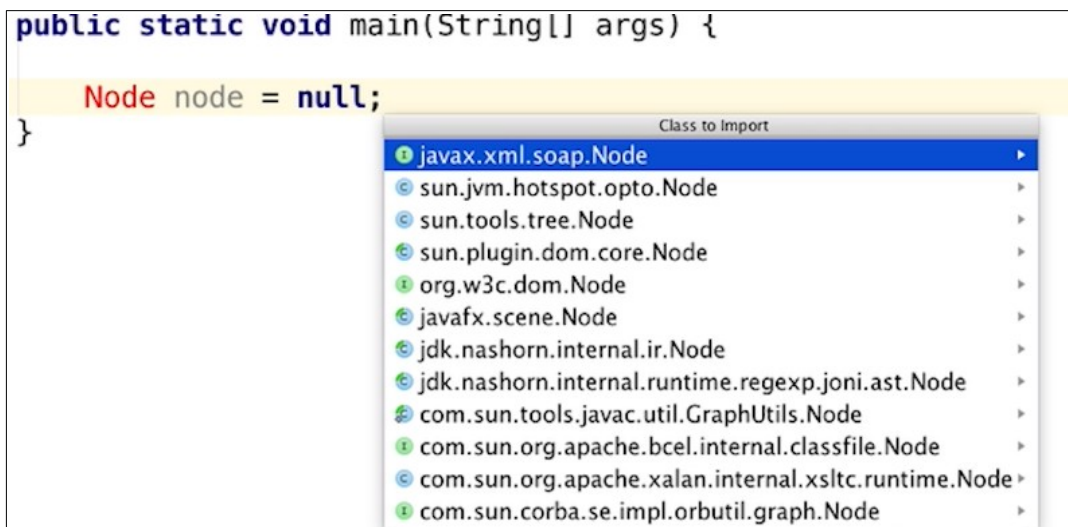 public static void main(String[] args) {
Node node = null;
}
Class to Import
javax.xml.soap.Node
sun.jvm.hotspot.opto.Node
sun.tools.tree.Node
sun.plugin.dom.core.Node
org.w3c.dom.Node
javafx.scene.Node
jdk.nashorn.internal.ir.Node
jdk.nashorn.internal.runtime.regexp.joni.ast.Node
com.sun.tools.javac.util.GraphUtils.Node
com.sun.org.apache.bcel.internal.classfile.Node
com.sun.org.apache.xalan.internal.xsltc.runtime.Node
com.sun.corba.se.impl.orbutil.graph.Node